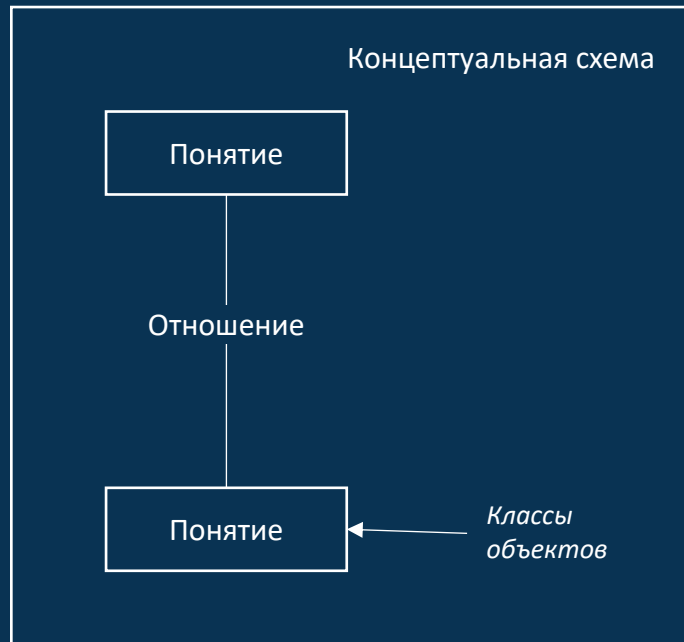 Концептуальная схема
Понятие
Отношение
Понятие
Классы
объектов